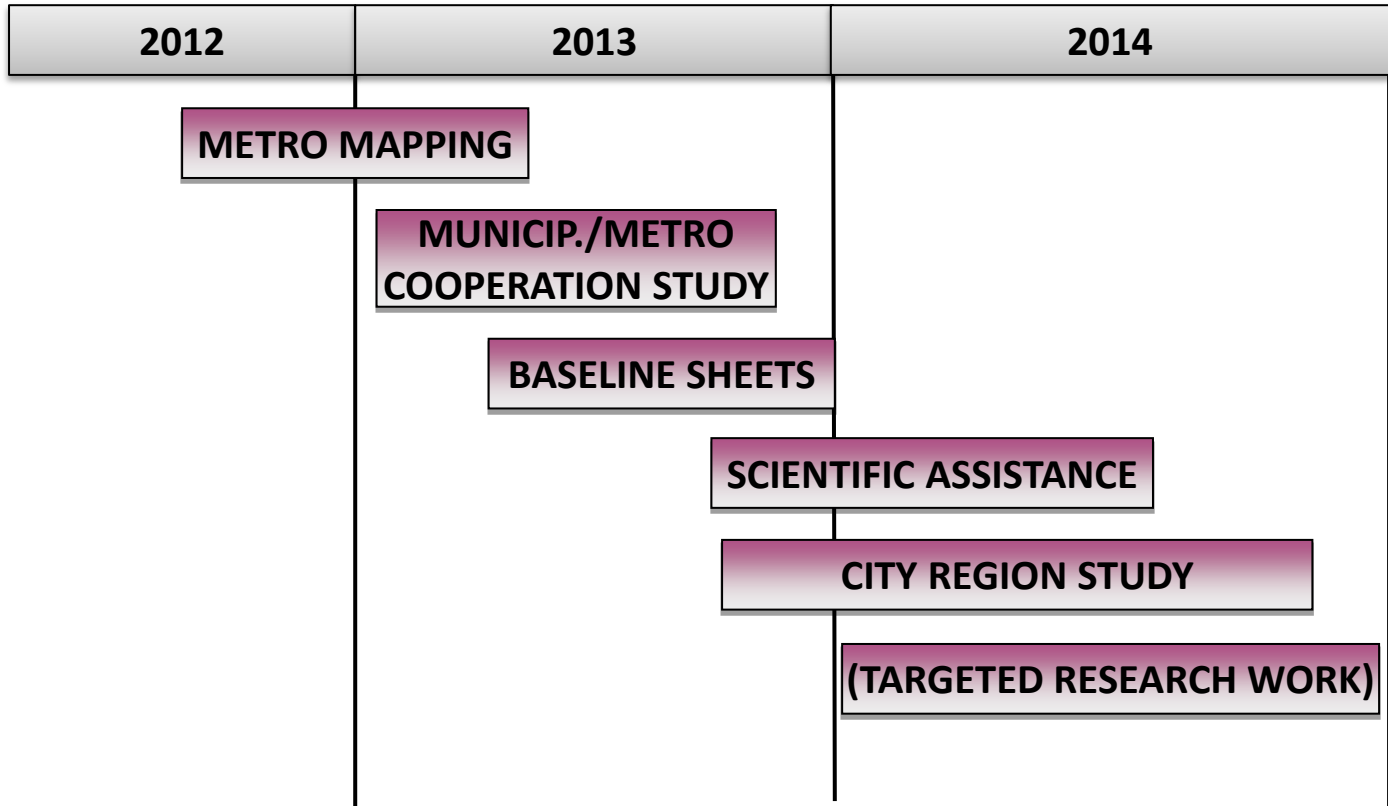 2012
2013
2014
METRO MAPPING
MUNICIP./METRO
COOPERATION STUDY
BASELINE SHEETS
SCIENTIFIC ASSISTANCE
CITY REGION STUDY
(TARGETED RESEARCH WORK)